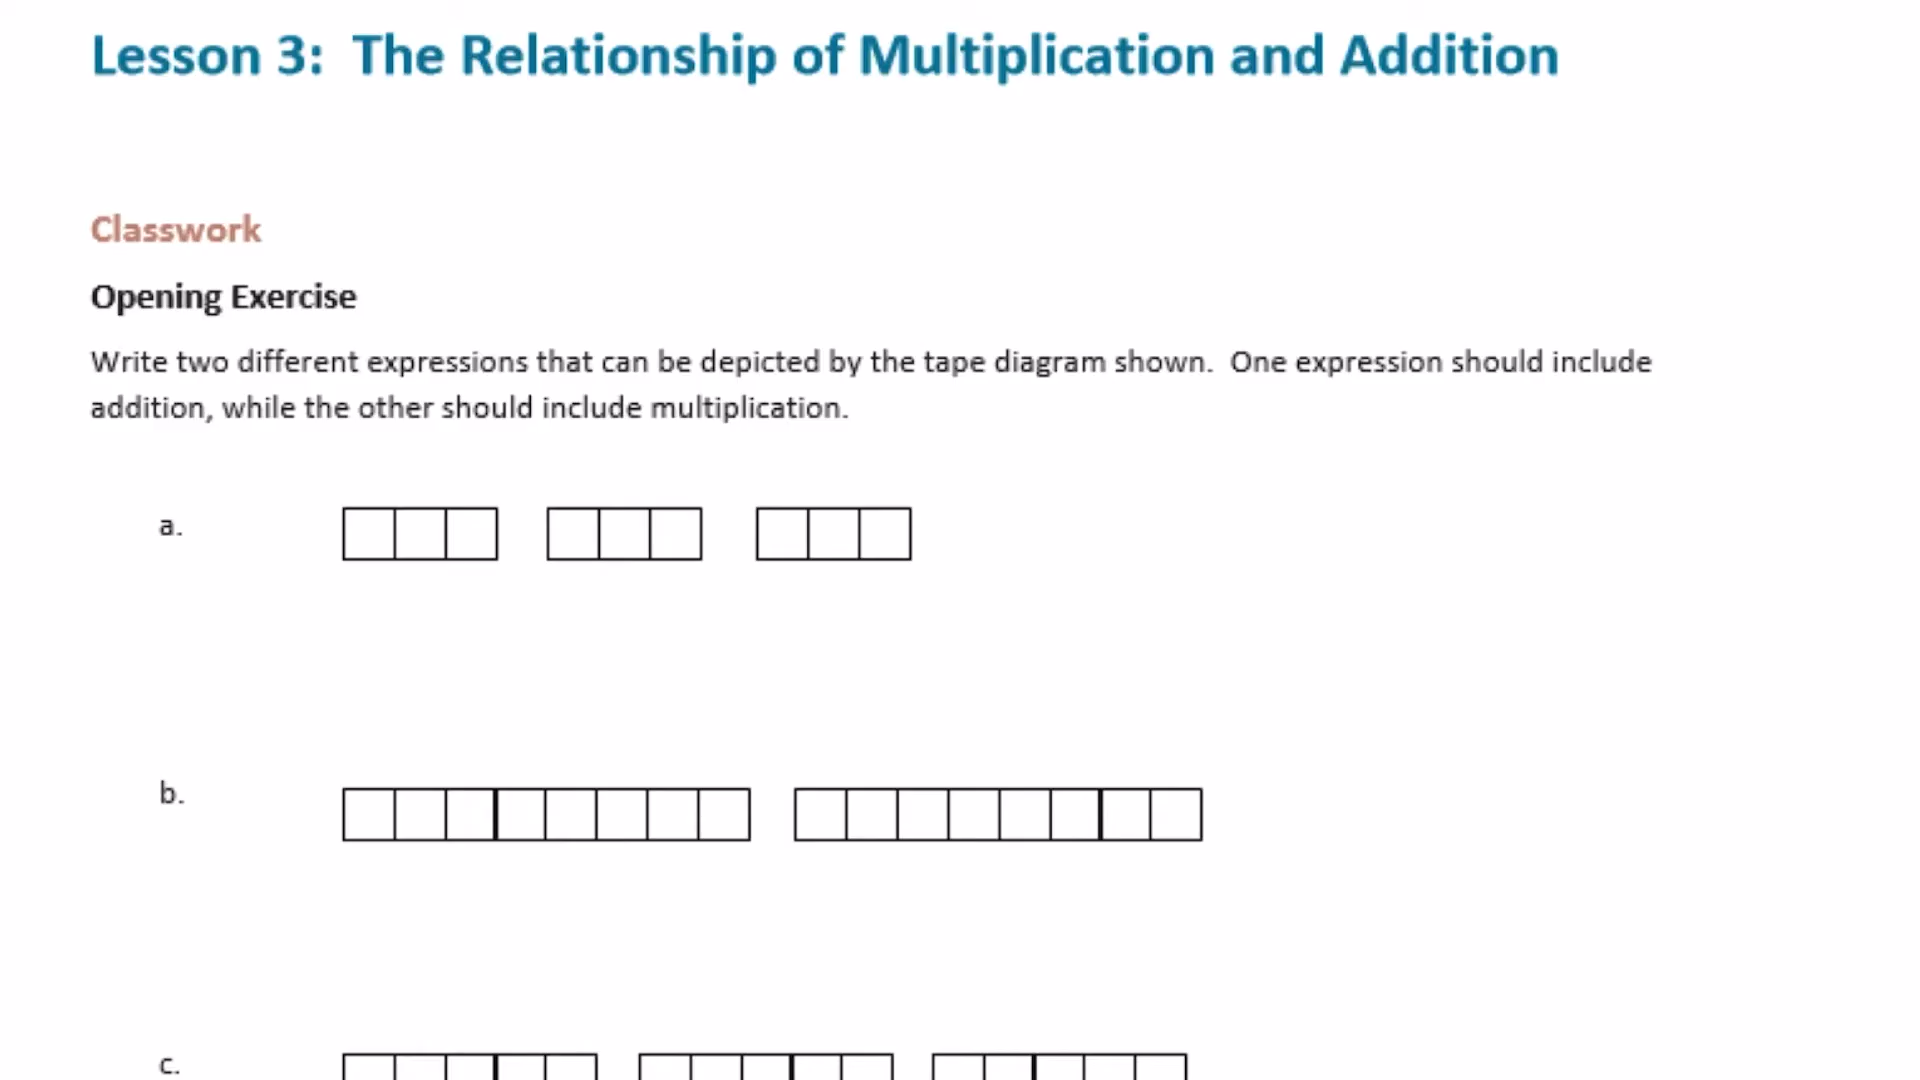 Lesson 3: The Relationship of Multiplication and Addition
Classwork
Opening Exercise
Write two different expressions that can be depicted by the tape diagram shown. One expression should include
addition, while the other should include multiplication.
a.
b.
c.